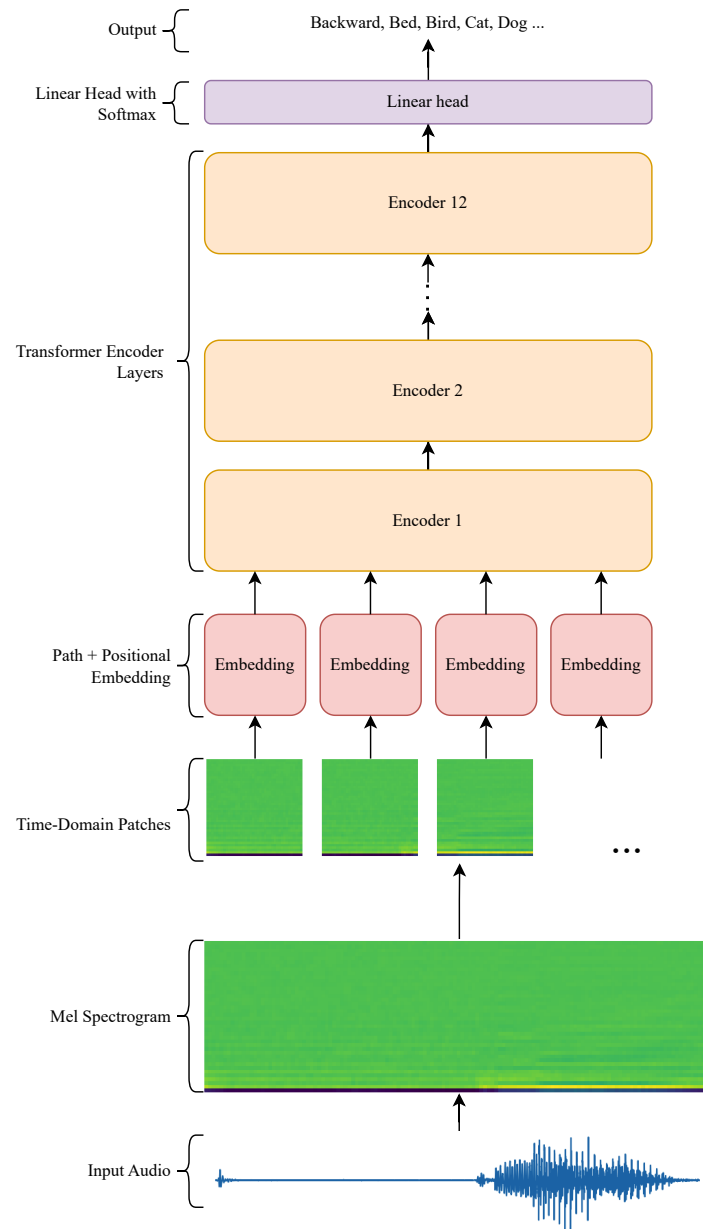 Output
Backward, Bed, Bird, Cat, Dog ...
Linear Head with
Softmax
Linear head
Encoder 12
Transformer Encoder
Layers
Encoder 2
Encoder 1
Path + Positional
Embedding
Embedding
Embedding
Embedding
Embedding
Time-Domain Patches
...
Mel Spectrogram
Input Audio